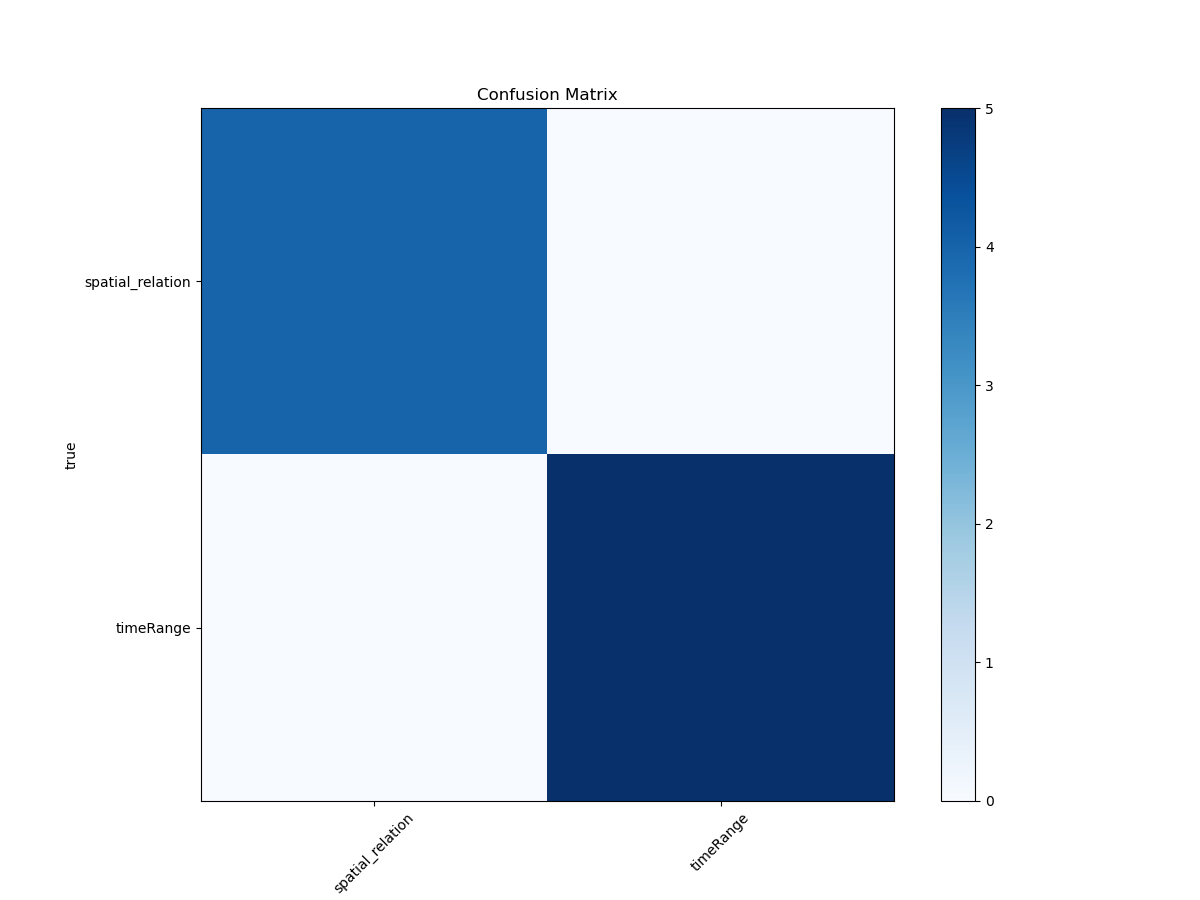 Confusion Matrix
spatial_relation
timeRange
true
spatial_relation
timeRange
5
4
3
2
1
0